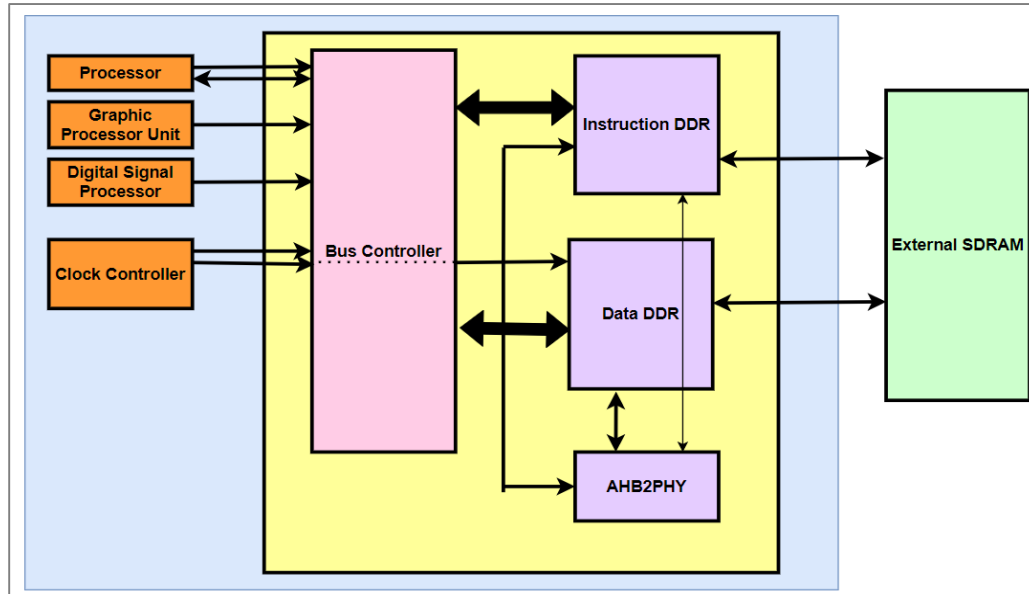 Processor
Graphic
Processor Unit
Digital Signal
Processor
Clock Controller
Bus Controller
Instruction DDR
Data DDR
AHB2PHY
External SDRAM